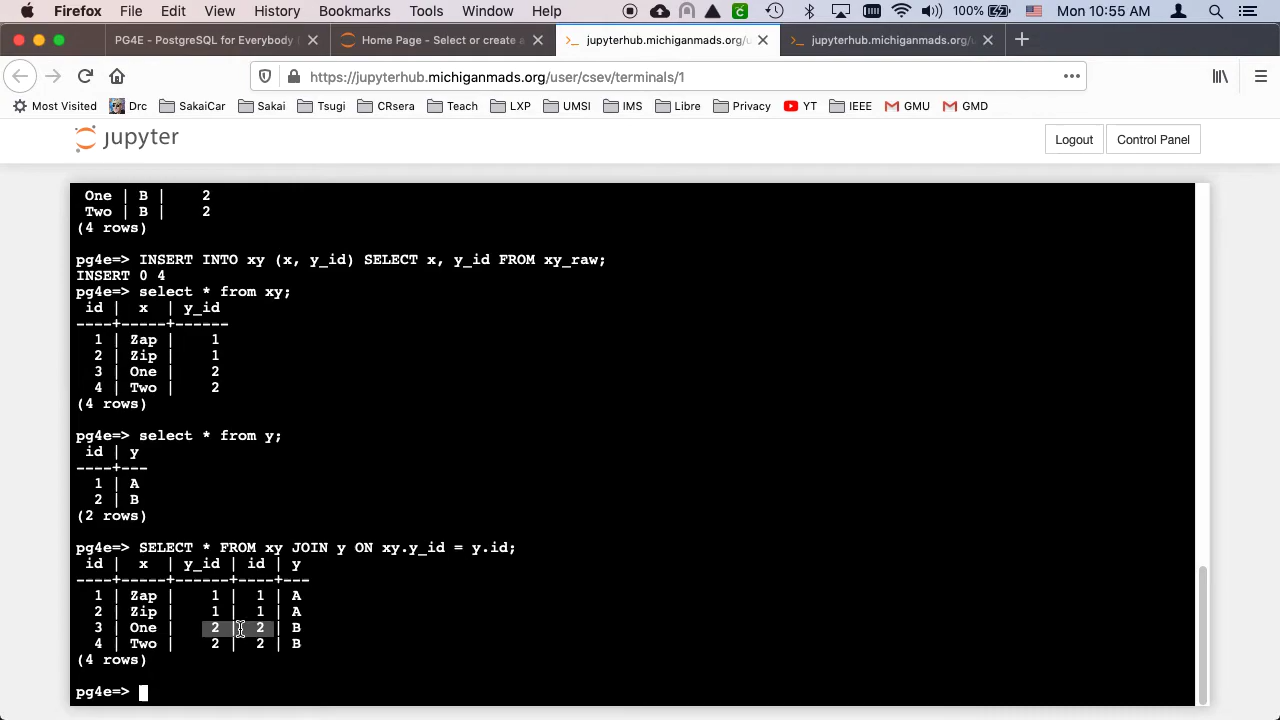 Firefox File Edit View History Bookmarks Tools Window Help 100% Mon 10:55 AM
PG4E - PostgreSQL for Everybody Home Page - Select or create a jupyterhub.michiganmads.org/u jupyterhub.michiganmads.org/u
https://jupyterhub.michiganmads.org/user/csev/terminals/1
Most Visited Drc SakaiCar Sakai Tsugi CRsera Teach LXP UMSI IMS Libre Privacy YT IEEE GMU GMD
jupyter Logout Control Panel
One | B | 2
Two | B | 2
(4 rows)
pg4e=> INSERT INTO xy (x, y_id) SELECT x, y_id FROM xy_raw;
INSERT 0 4
pg4e=> select * from xy;
id | x | y_id
----+-----+------
1 | Zap | 1
2 | Zip | 1
3 | One | 2
4 | Two | 2
(4 rows)
pg4e=> select * from y;
id | y
----+---
1 | A
2 | B
(2 rows)
pg4e=> SELECT * FROM xy JOIN y ON xy.y_id = y.id;
id | x | y_id | id | y
----+-----+------+----+---
1 | Zap | 1 | 1 | A
2 | Zip | 1 | 1 | A
3 | One | 2 | 2 | B
4 | Two | 2 | 2 | B
(4 rows)
pg4e=>